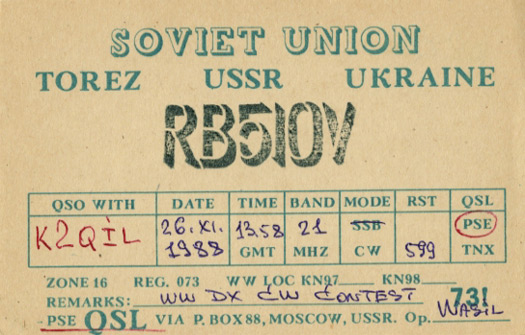 SOVIET UNION
TOREZ USSR UKRAINE
RB5IOV
QSO WITH DATE TIME BAND MODE RST QSL
K2QIL 26.XI. 1988 13.58 GMT 21 MHZ SSB CW 599 PSE TNX
ZONE 16 REG. 073 WW LOC KN97 KN98
REMARKS: WW DX CW CONTEST 73!
PSE QSL VIA P.BOX 88, MOSCOW, USSR. Op. WASIL